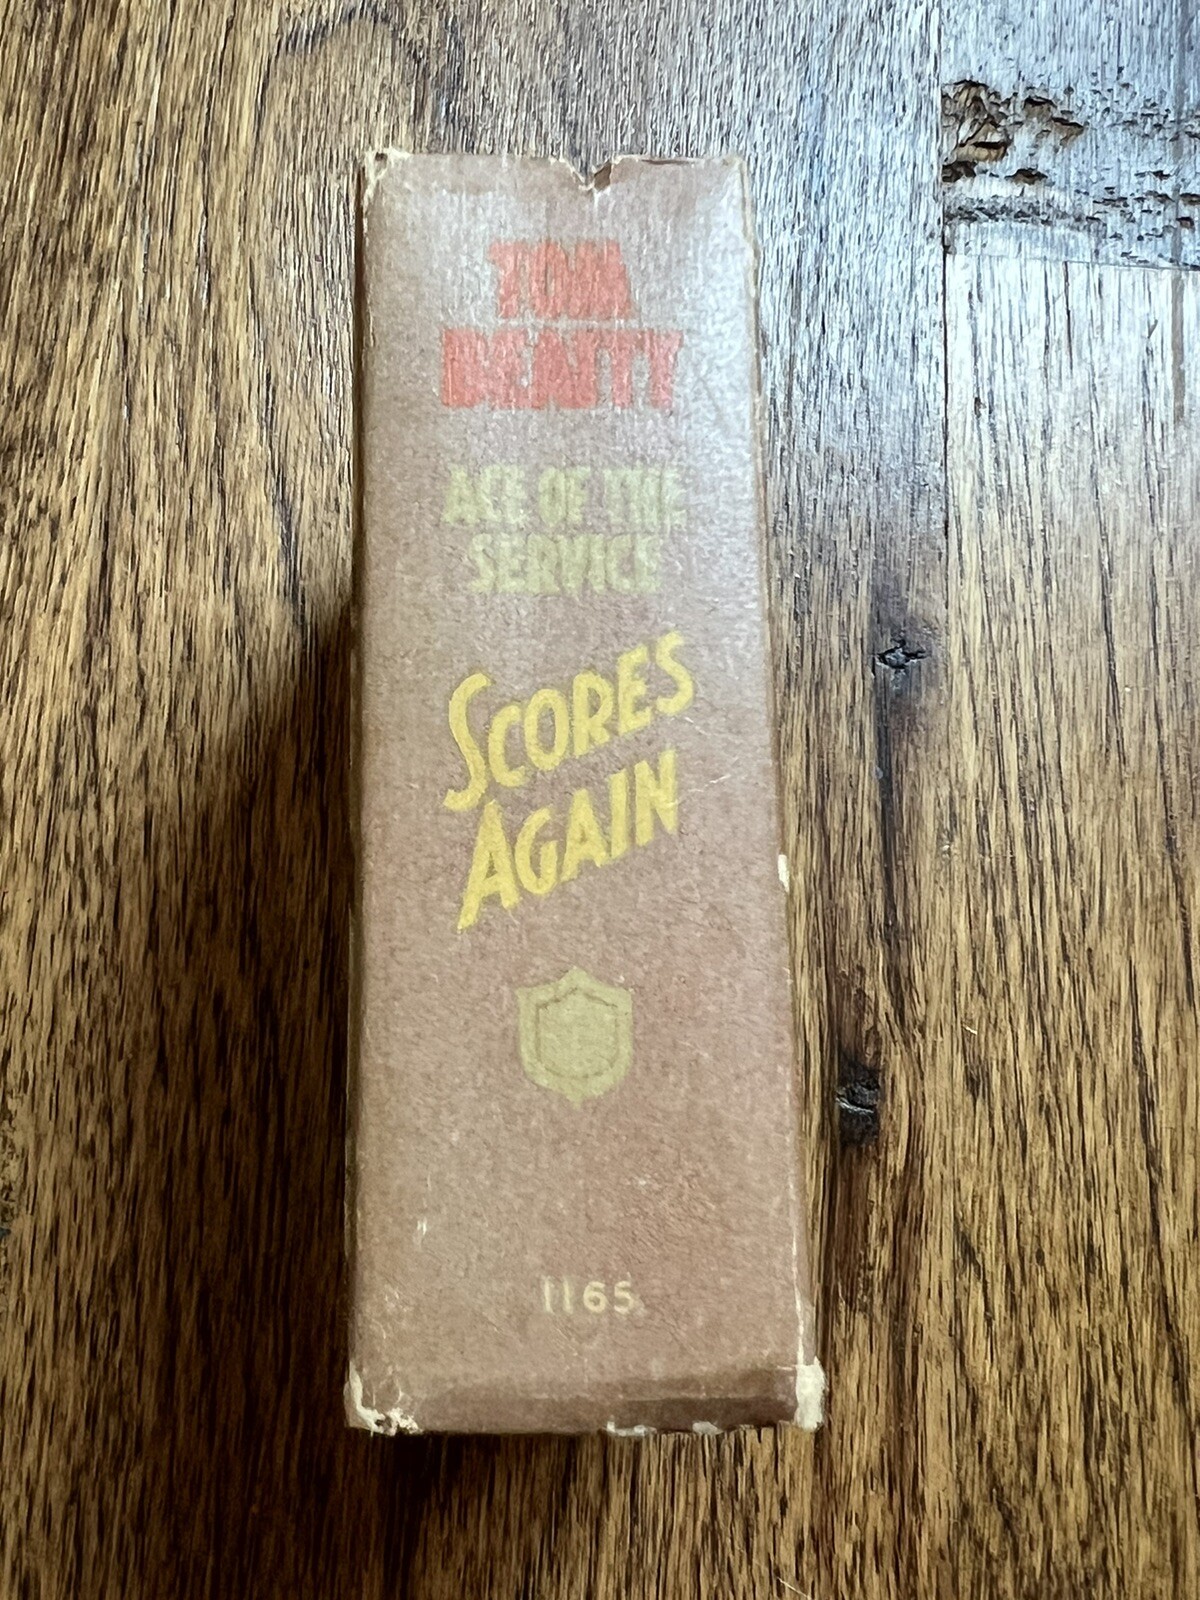 TOM
BEATTY
ACE OF THE
SERVICE
SCORES
AGAIN
1165